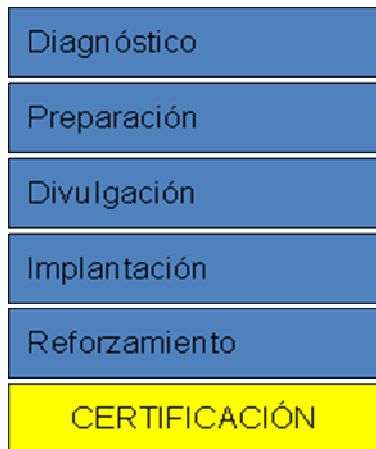 Diagnóstico
Preparación
Divulgación
Implantación
Reforzamiento
CERTIFICACIÓN